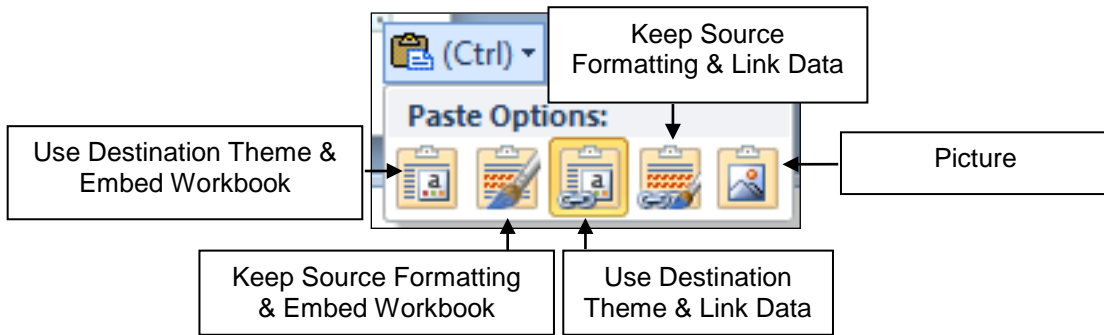 Keep Source
Formatting & Link Data
(Ctrl)
Paste Options:
Use Destination Theme &
Embed Workbook
a
a
Picture
Keep Source Formatting
& Embed Workbook
Use Destination
Theme & Link Data